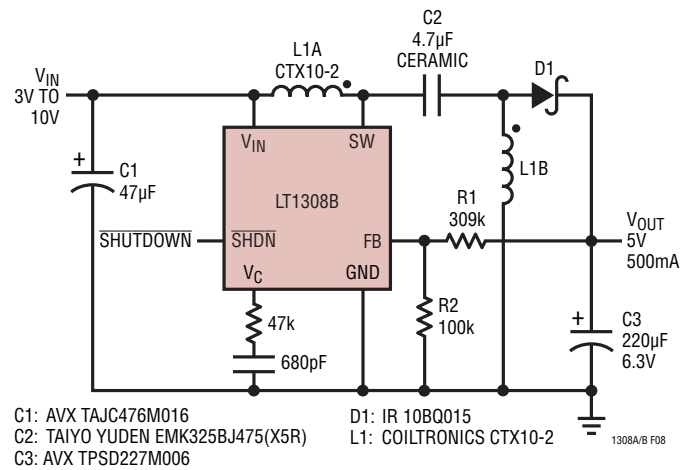 C2
4.7µF
CERAMIC
L1A
CTX10-2
D1
VIN
3V TO
10V
VIN
SW
C1
47µF
+
L1B
LT1308B
R1
309k
VOUT
5V
500mA
SHUTDOWN
SHDN
FB
VC
GND
R2
100k
47k
680pF
+
C3
220µF
6.3V
C1: AVX TAJC476M016
C2: TAIYO YUDEN EMK325BJ475(X5R)
C3: AVX TPSD227M006
D1: IR 10BQ015
L1: COILTRONICS CTX10-2
1308A/B F08